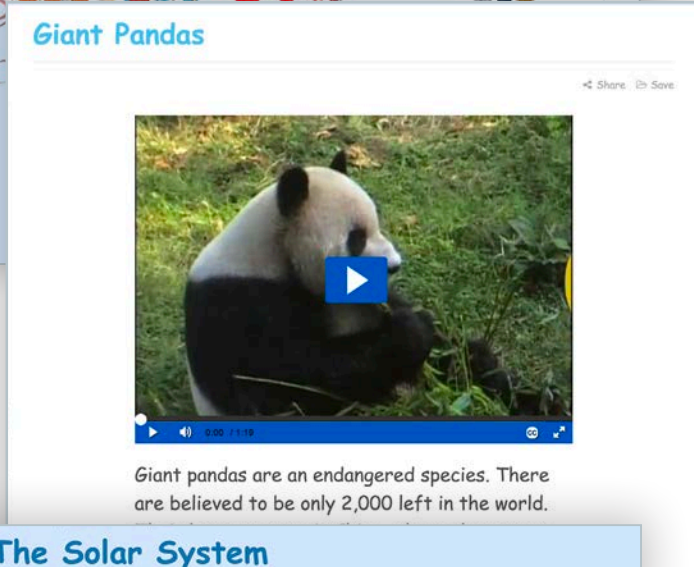 Giant Pandas
Share Save
0:00 / 1:19
CC
Giant pandas are an endangered species. There
are believed to be only 2,000 left in the world.
The Solar System